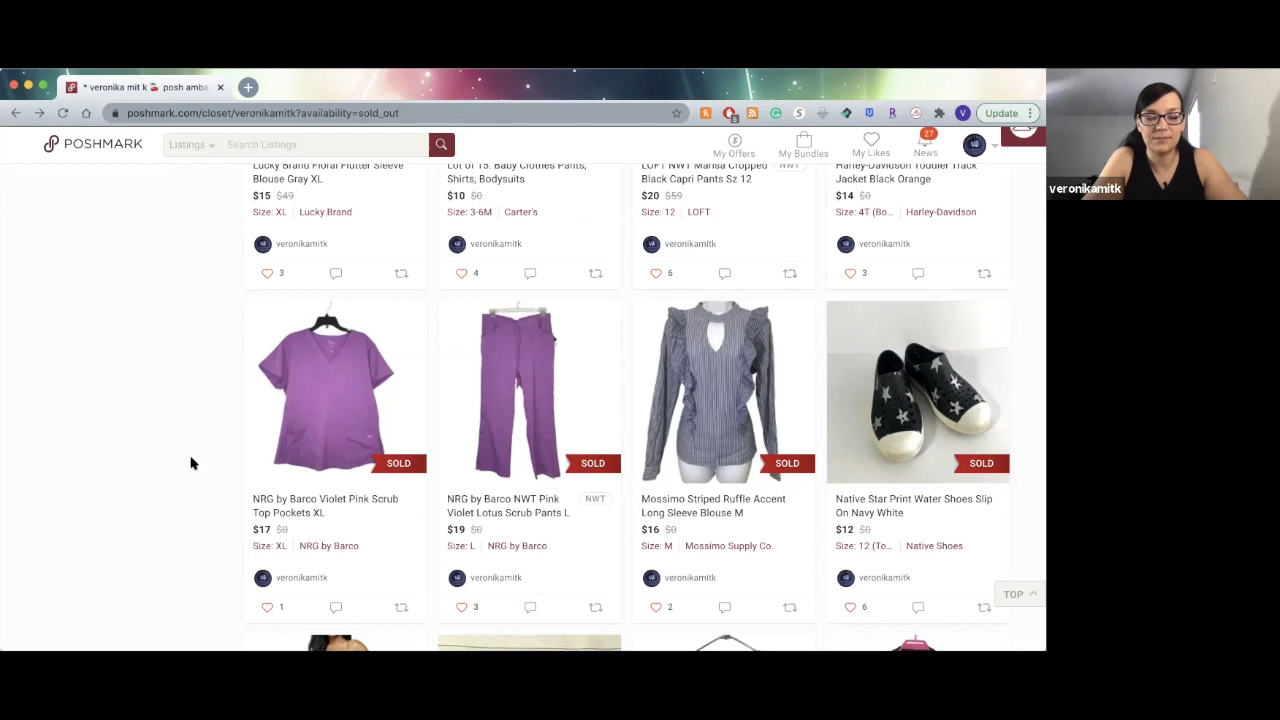 * veronika mit k 🍒 posh amba
poshmark.com/closet/veronikamitk?availability=sold_out
V
Update
POSHMARK
Listings
Search Listings
My Offers
My Bundles
My Likes
27
News
veronikamitk
Lucky Brand Floral Flutter Sleeve
Blouse Gray XL
$15 $49
Size: XL Lucky Brand
veronikamitk
3
Lot of 15. Baby Clothes Pants,
Shirts, Bodysuits
$10 $0
Size: 3-6M Carter's
veronikamitk
4
LOFT NWT Marisa Cropped
Black Capri Pants Sz 12
NWT
$20 $59
Size: 12 LOFT
veronikamitk
6
Harley-Davidson Toddler Track
Jacket Black Orange
$14 $0
Size: 4T (Bo... Harley-Davidson
veronikamitk
3
SOLD
NRG by Barco Violet Pink Scrub
Top Pockets XL
$17 $0
Size: XL NRG by Barco
veronikamitk
1
SOLD
NRG by Barco NWT Pink
Violet Lotus Scrub Pants L
NWT
$19 $0
Size: L NRG by Barco
veronikamitk
3
SOLD
Mossimo Striped Ruffle Accent
Long Sleeve Blouse M
$16 $0
Size: M Mossimo Supply Co.
veronikamitk
2
SOLD
Native Star Print Water Shoes Slip
On Navy White
$12 $0
Size: 12 (To... Native Shoes
veronikamitk
6
TOP